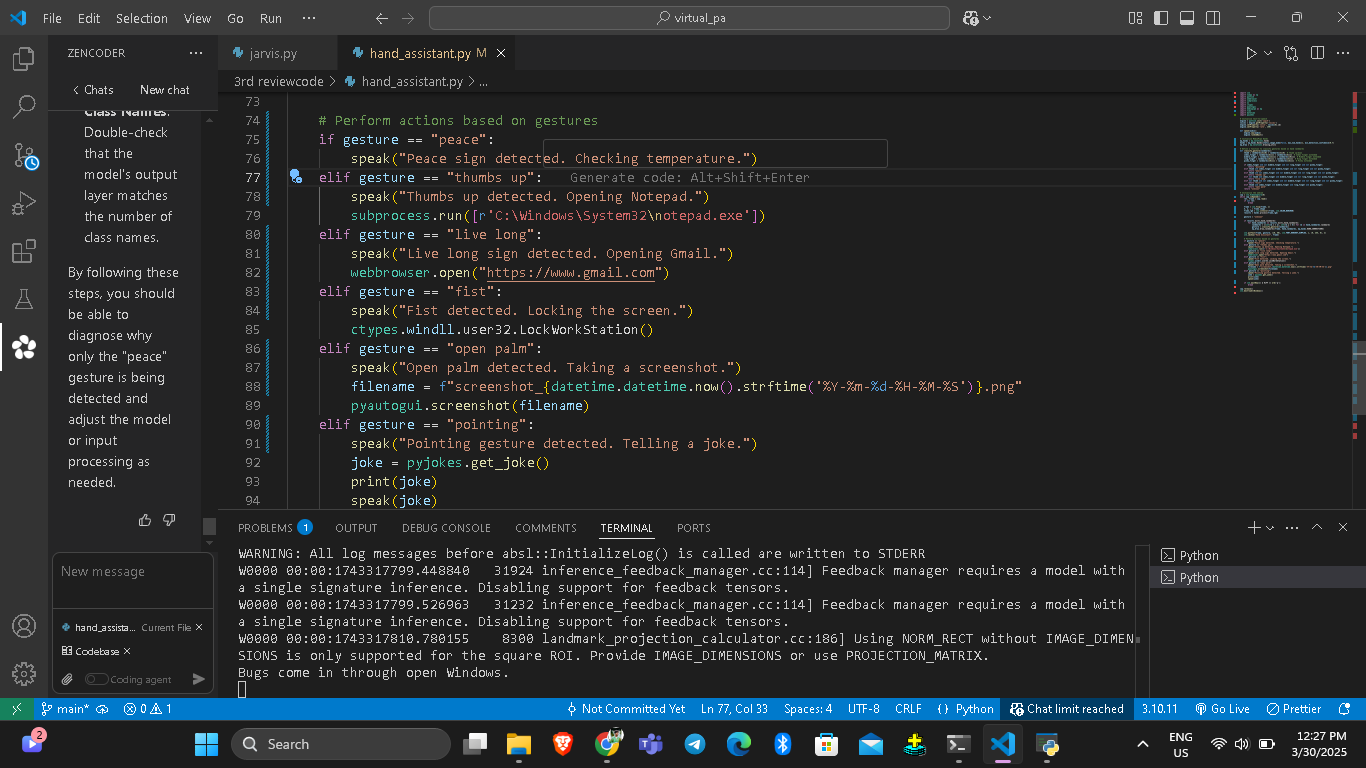 File Edit Selection View Go Run ···
virtual_pa
ZENCODER ···
jarvis.py
hand_assistant.py M
Chats New chat
3rd reviewcode > hand_assistant.py > ...
Class Names:
Double-check
that the
model's output
layer matches
the number of
class names.
By following these
steps, you should
be able to
diagnose why
only the "peace"
gesture is being
detected and
adjust the model
or input
processing as
needed.
New message
hand_assista... Current File
Codebase
Coding agent
73
74 # Perform actions based on gestures
75 if gesture == "peace":
76 speak("Peace sign detected. Checking temperature.")
77 elif gesture == "thumbs up": Generate code: Alt+Shift+Enter
78 speak("Thumbs up detected. Opening Notepad.")
79 subprocess.run([r'C:\Windows\System32\notepad.exe'])
80 elif gesture == "live long":
81 speak("Live long sign detected. Opening Gmail.")
82 webbrowser.open("https://www.gmail.com")
83 elif gesture == "fist":
84 speak("Fist detected. Locking the screen.")
85 ctypes.windll.user32.LockWorkStation()
86 elif gesture == "open palm":
87 speak("Open palm detected. Taking a screenshot.")
88 filename = f"screenshot_{datetime.datetime.now().strftime('%Y-%m-%d-%H-%M-%S')}.png"
89 pyautogui.screenshot(filename)
90 elif gesture == "pointing":
91 speak("Pointing gesture detected. Telling a joke.")
92 joke = pyjokes.get_joke()
93 print(joke)
94 speak(joke)
PROBLEMS 1 OUTPUT DEBUG CONSOLE COMMENTS TERMINAL PORTS
WARNING: All log messages before absl::InitializeLog() is called are written to STDERR
W0000 00:00:1743317799.448840 31924 inference_feedback_manager.cc:114] Feedback manager requires a model with
a single signature inference. Disabling support for feedback tensors.
W0000 00:00:1743317799.526963 31232 inference_feedback_manager.cc:114] Feedback manager requires a model with
a single signature inference. Disabling support for feedback tensors.
W0000 00:00:1743317810.780155 8300 landmark_projection_calculator.cc:186] Using NORM_RECT without IMAGE_DIMEN
SIONS is only supported for the square ROI. Provide IMAGE_DIMENSIONS or use PROJECTION_MATRIX.
Bugs come in through open Windows.
Python
Python
main* 0 1 Not Committed Yet Ln 77, Col 33 Spaces: 4 UTF-8 CRLF {} Python Chat limit reached 3.10.11 Go Live Prettier
2
Search
ENG
US
12:27 PM
3/30/2025